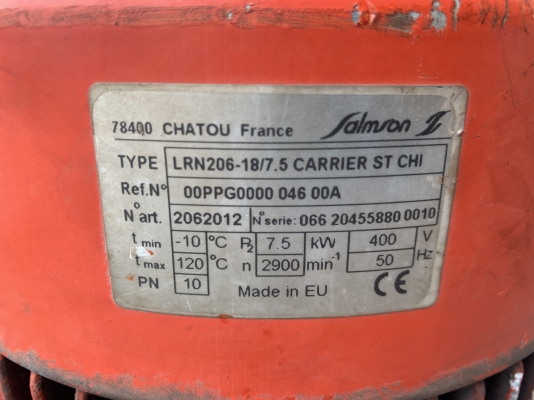 78400 CHATOU France Salmson
TYPE LRN206-18/7.5 CARRIER ST CHI
Ref.N° 00PPG0000 046 00A
N° art. 2062012 N° serie: 066 20455880 0010
t min -10 °C P2 7.5 kW 400 V
t max 120 °C n 2900 min-1 50 Hz
PN 10 Made in EU CE